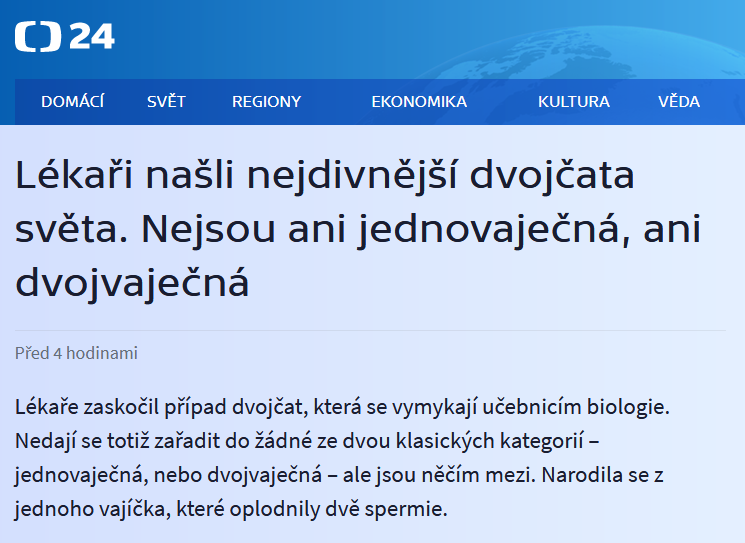 24
DOMÁCÍ SVĚT REGIONY EKONOMIKA KULTURA VĚDA
Lékaři našli nejdivnější dvojčata
světa. Nejsou ani jednovaječná, ani
dvojvaječná
Před 4 hodinami
Lékaře zaskočil případ dvojčat, která se vymykají učebnicím biologie.
Nedají se totiž zařadit do žádné ze dvou klasických kategorií –
jednovaječná, nebo dvojvaječná – ale jsou něčím mezi. Narodila se z
jednoho vajíčka, které oplodnily dvě spermie.